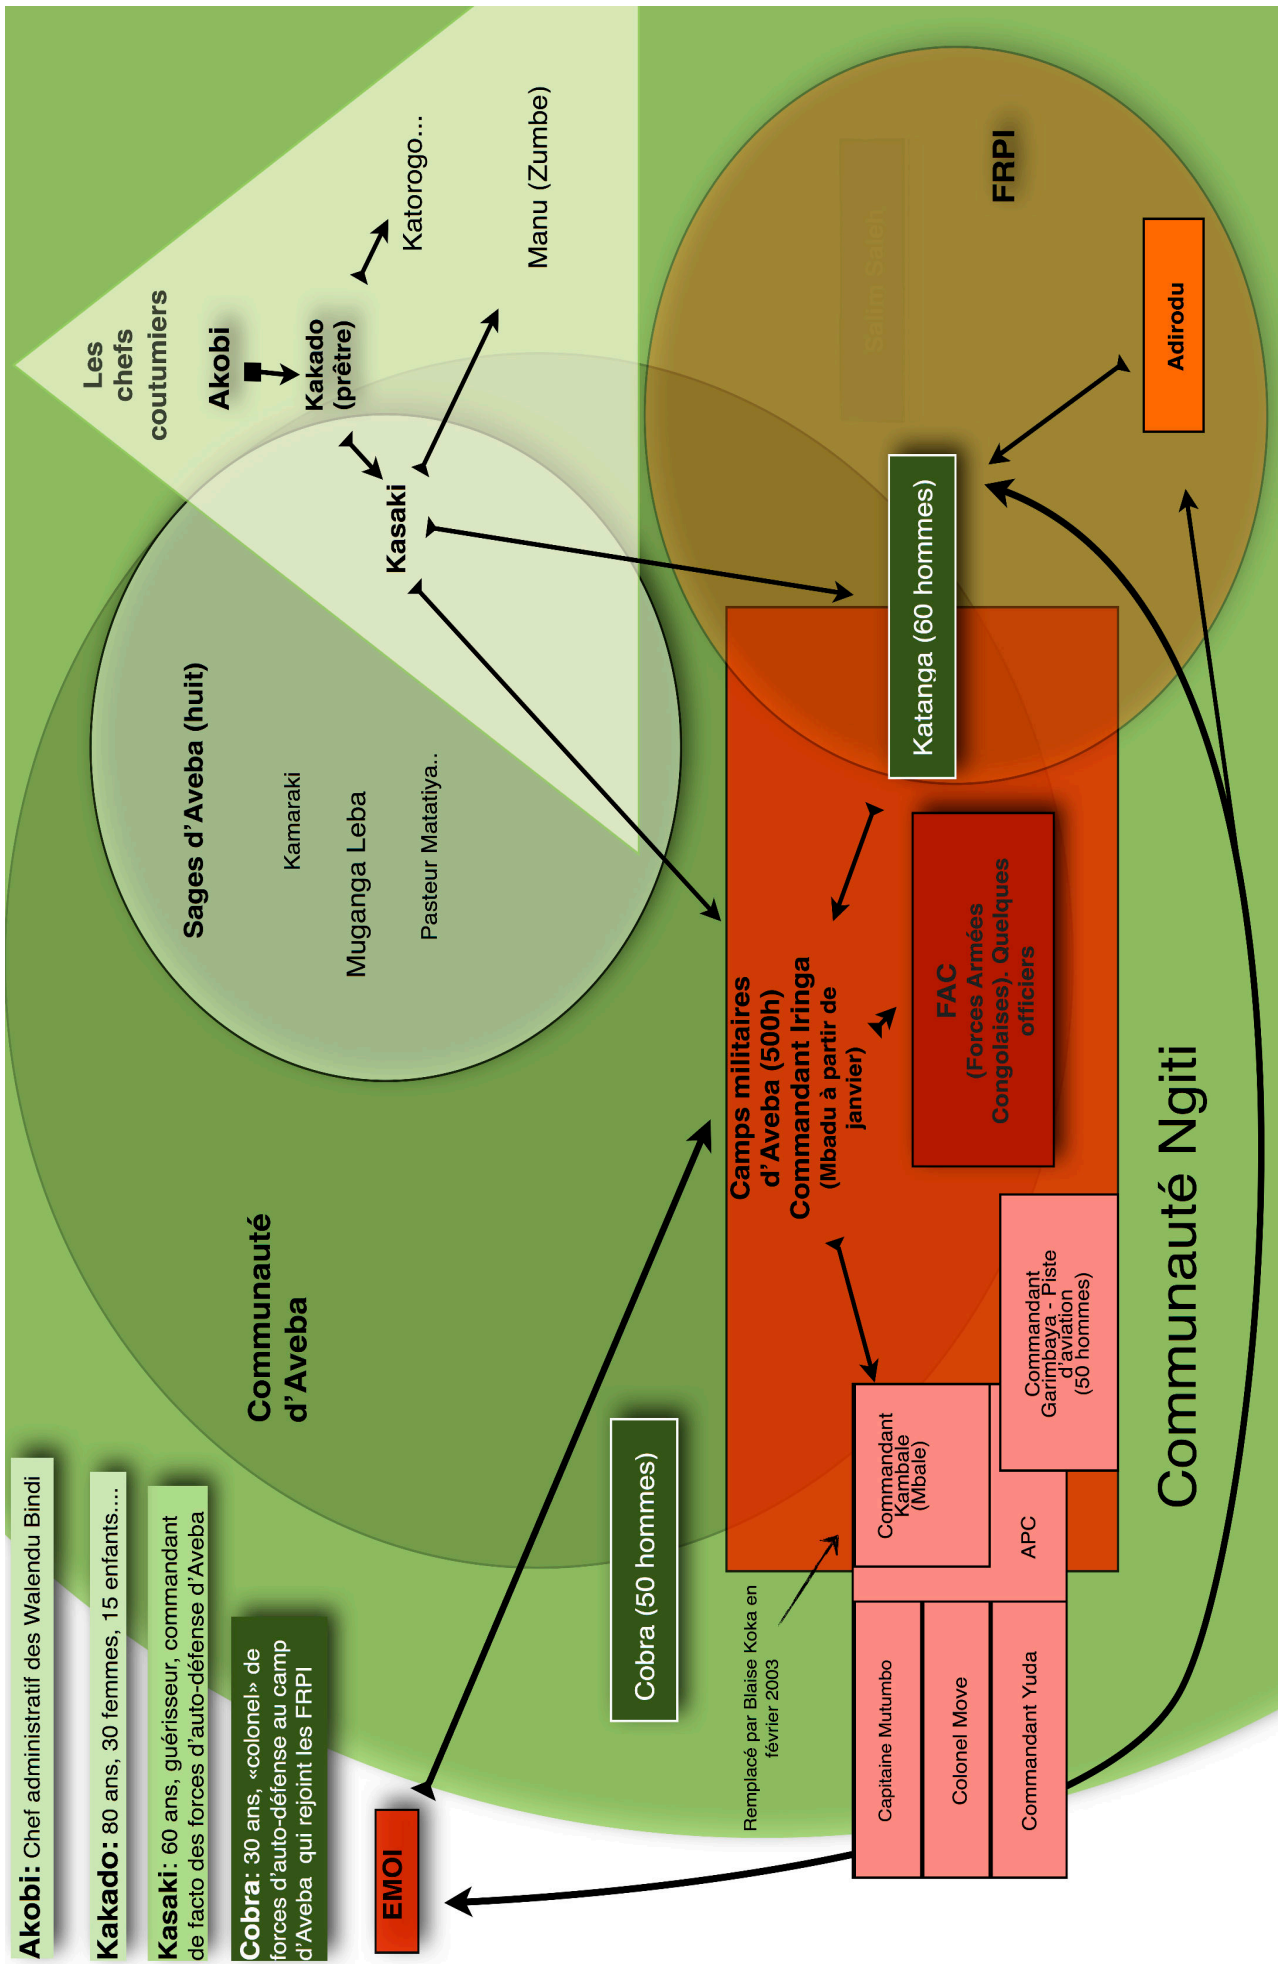 Akobi: Chef administratif des Walendu Bindi
Kakado: 80 ans, 30 femmes, 15 enfants....
Kasaki: 60 ans, guérisseur, commandant
de facto des forces d'auto-défense d'Aveba
Cobra: 30 ans, «colonel» de
forces d'auto-défense au camp
d'Aveba qui rejoint les FRPI
EMOI
Communauté
d'Aveba
Sages d'Aveba (huit)
Kamaraki
Muganga Leba
Pasteur Matatiya..
Les
chefs
coutumiers
Akobi
Kakado
(prêtre)
Kasaki
Katorogo...
Manu (Zumbe)
Cobra (50 hommes)
Remplacé par Blaise Koka en
février 2003
Camps militaires
d'Aveba (500h)
Commandant Iringa
(Mbadu à partir de
janvier)
FAC
(Forces Armées
Congolaises). Quelques
officiers
Katanga (60 hommes)
Salim Saleh
FRPI
Adirodu
Capitaine Mutumbo
Colonel Move
Commandant Yuda
Commandant
Kambale
(Mbale)
APC
Commandant
Garimbaya - Piste
d'aviation
(50 hommes)
Communauté Ngiti